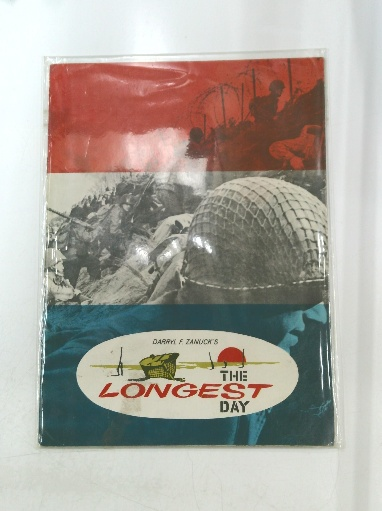 DARRYL F. ZANUCK'S
THE
LONGEST
DAY